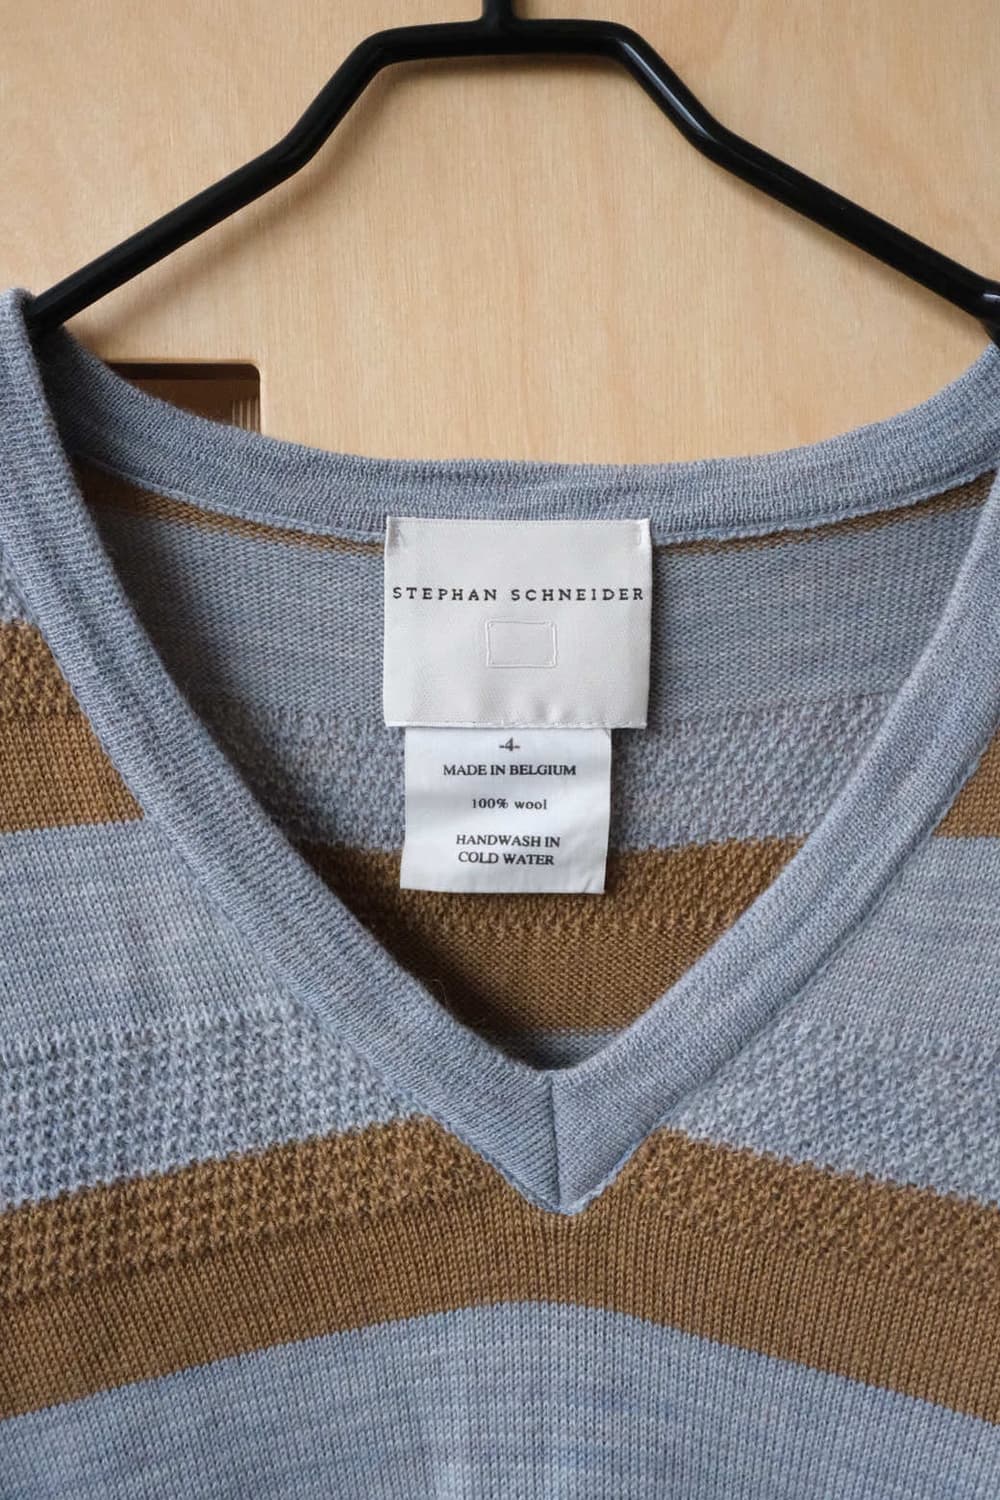 STEPHAN SCHNEIDER
-4-
MADE IN BELGIUM
100% wool
HANDWASH IN
COLD WATER